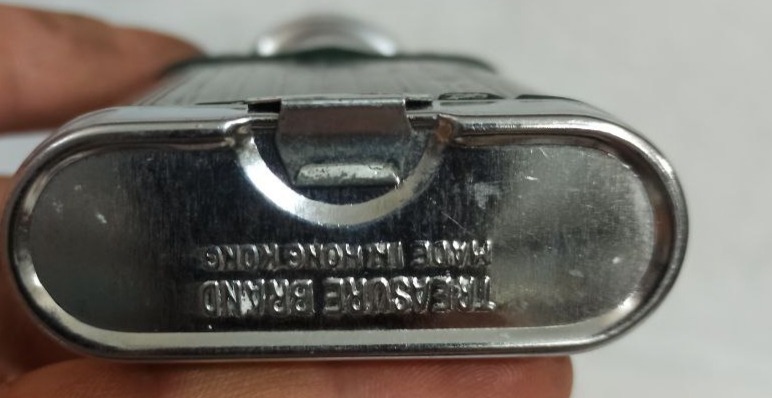 TREASURE BRAND
MADE IN HONG KONG